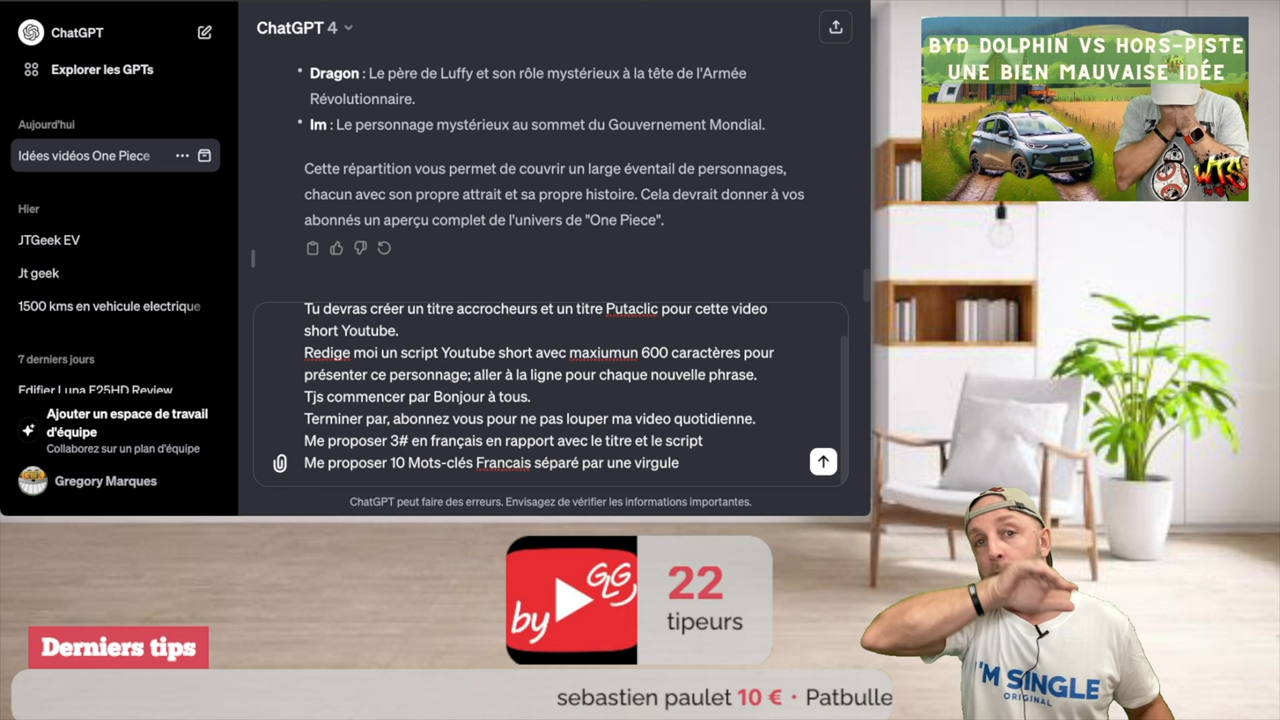 ChatGPT
Explorer les GPTs
Aujourd'hui
Idées vidéos One Piece
Hier
JTGeek EV
Jt geek
1500 kms en vehicule electrique
7 derniers jours
Edifier Luna E25HD Review
Ajouter un espace de travail
d'équipe
Collaborez sur un plan d'équipe
Gregory Marques
ChatGPT 4
Dragon : Le père de Luffy et son rôle mystérieux à la tête de l'Armée
Révolutionnaire.
Im : Le personnage mystérieux au sommet du Gouvernement Mondial.
Cette répartition vous permet de couvrir un large éventail de personnages,
chacun avec son propre attrait et sa propre histoire. Cela devrait donner à vos
abonnés un aperçu complet de l'univers de "One Piece".
Tu devras créer un titre accrocheurs et un titre Putaclic pour cette video
short Youtube.
Redige moi un script Youtube short avec maxiumun 600 caractères pour
présenter ce personnage; aller à la ligne pour chaque nouvelle phrase.
Tjs commencer par Bonjour à tous.
Terminer par, abonnez vous pour ne pas louper ma video quotidienne.
Me proposer 3# en français en rapport avec le titre et le script
Me proposer 10 Mots-clés Francais séparé par une virgule
ChatGPT peut faire des erreurs. Envisagez de vérifier les informations importantes.
BYD DOLPHIN VS HORS-PISTE
UNE BIEN MAUVAISE IDÉE
by GLG
22
tipeurs
Derniers tips
sebastien paulet 10 € · Patbulle
I'M SINGLE
ORIGINAL